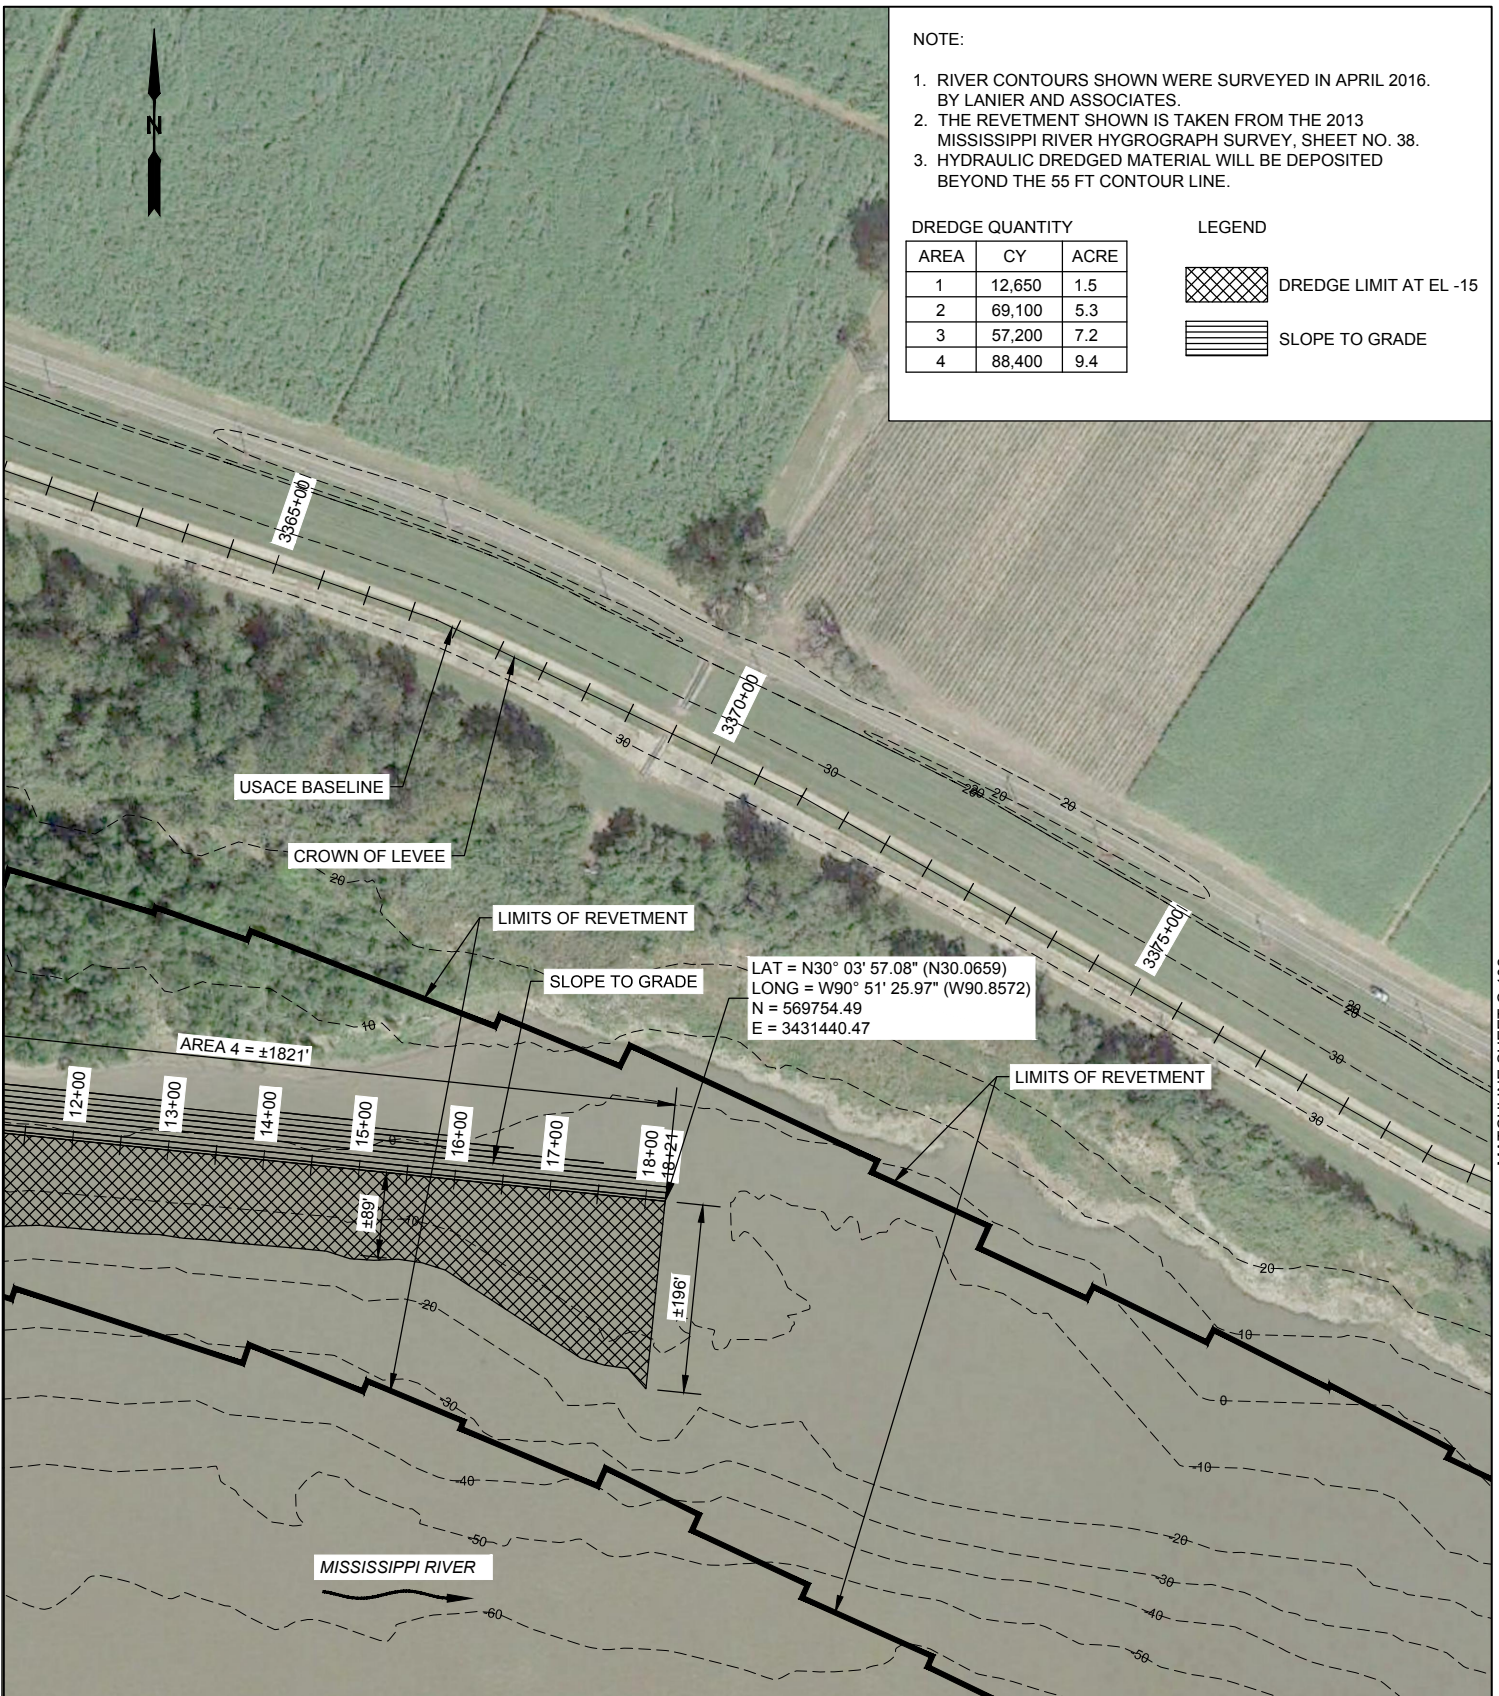 NOTE:
1. RIVER CONTOURS SHOWN WERE SURVEYED IN APRIL 2016.
BY LANIER AND ASSOCIATES.
2. THE REVETMENT SHOWN IS TAKEN FROM THE 2013
MISSISSIPPI RIVER HYGROGRAPH SURVEY, SHEET NO. 38.
3. HYDRAULIC DREDGED MATERIAL WILL BE DEPOSITED
BEYOND THE 55 FT CONTOUR LINE.
DREDGE QUANTITY
AREA CY ACRE
1 12,650 1.5
2 69,100 5.3
3 57,200 7.2
4 88,400 9.4
LEGEND
DREDGE LIMIT AT EL -15
SLOPE TO GRADE
N
3365+00
3370+00
3375+00
30
30
20
20
20
20
30
30
USACE BASELINE
CROWN OF LEVEE
20
LIMITS OF REVETMENT
SLOPE TO GRADE
LAT = N30° 03' 57.08" (N30.0659)
LONG = W90° 51' 25.97" (W90.8572)
N = 569754.49
E = 3431440.47
10
AREA 4 = ±1821'
LIMITS OF REVETMENT
12+00
13+00
14+00
15+00
0
16+00
17+00
18+00
18+21
±89'
-10
±196'
20
10
0
-10
-20
-30
-40
-50
-20
-30
-40
-50
-60
MISSISSIPPI RIVER